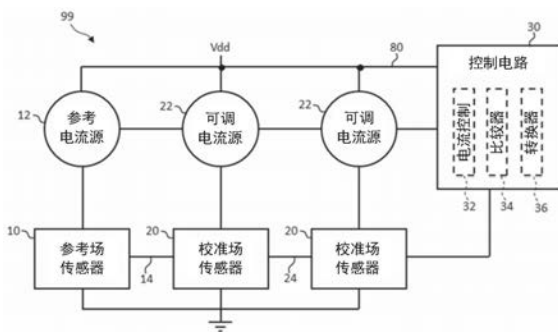 99
Vdd
80
30
控制电路
12
参考
电流源
22
可调
电流源
22
可调
电流源
电流控制
比较器
转换器
32
34
36
10
参考场
传感器
14
20
校准场
传感器
24
20
校准场
传感器